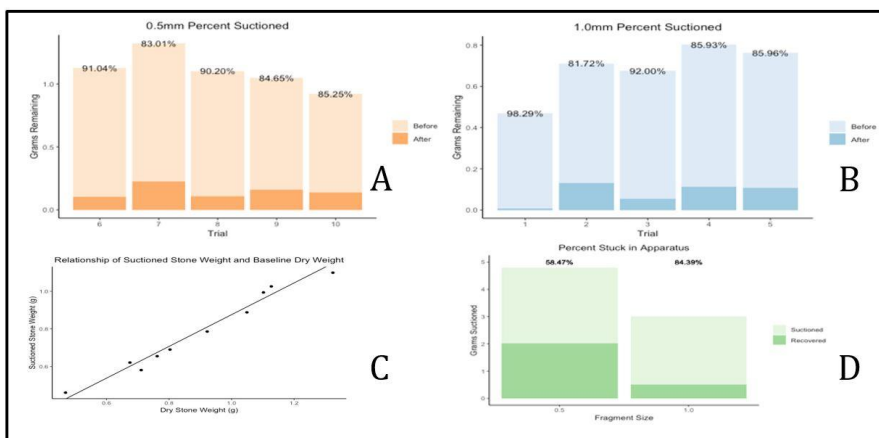 0.5mm Percent Suctioned
91.04%
83.01%
90.20%
84.65%
85.25%
Grams Remaining
1.0
0.5
0.0
6
7
8
9
10
Trial
Before
After
A
1.0mm Percent Suctioned
98.29%
81.72%
92.00%
85.93%
85.96%
Grams Remaining
0.8
0.6
0.4
0.2
0.0
1
2
3
4
5
Trial
Before
After
B
Relationship of Suctioned Stone Weight and Baseline Dry Weight
Suctioned Stone Weight (g)
1.0
0.8
0.6
0.6
0.8
1.0
1.2
Dry Stone Weight (g)
C
Percent Stuck in Apparatus
58.47%
84.39%
Grams Suctioned
5
4
3
2
1
0
0.5
1.0
Fragment Size
Suctioned
Recovered
D